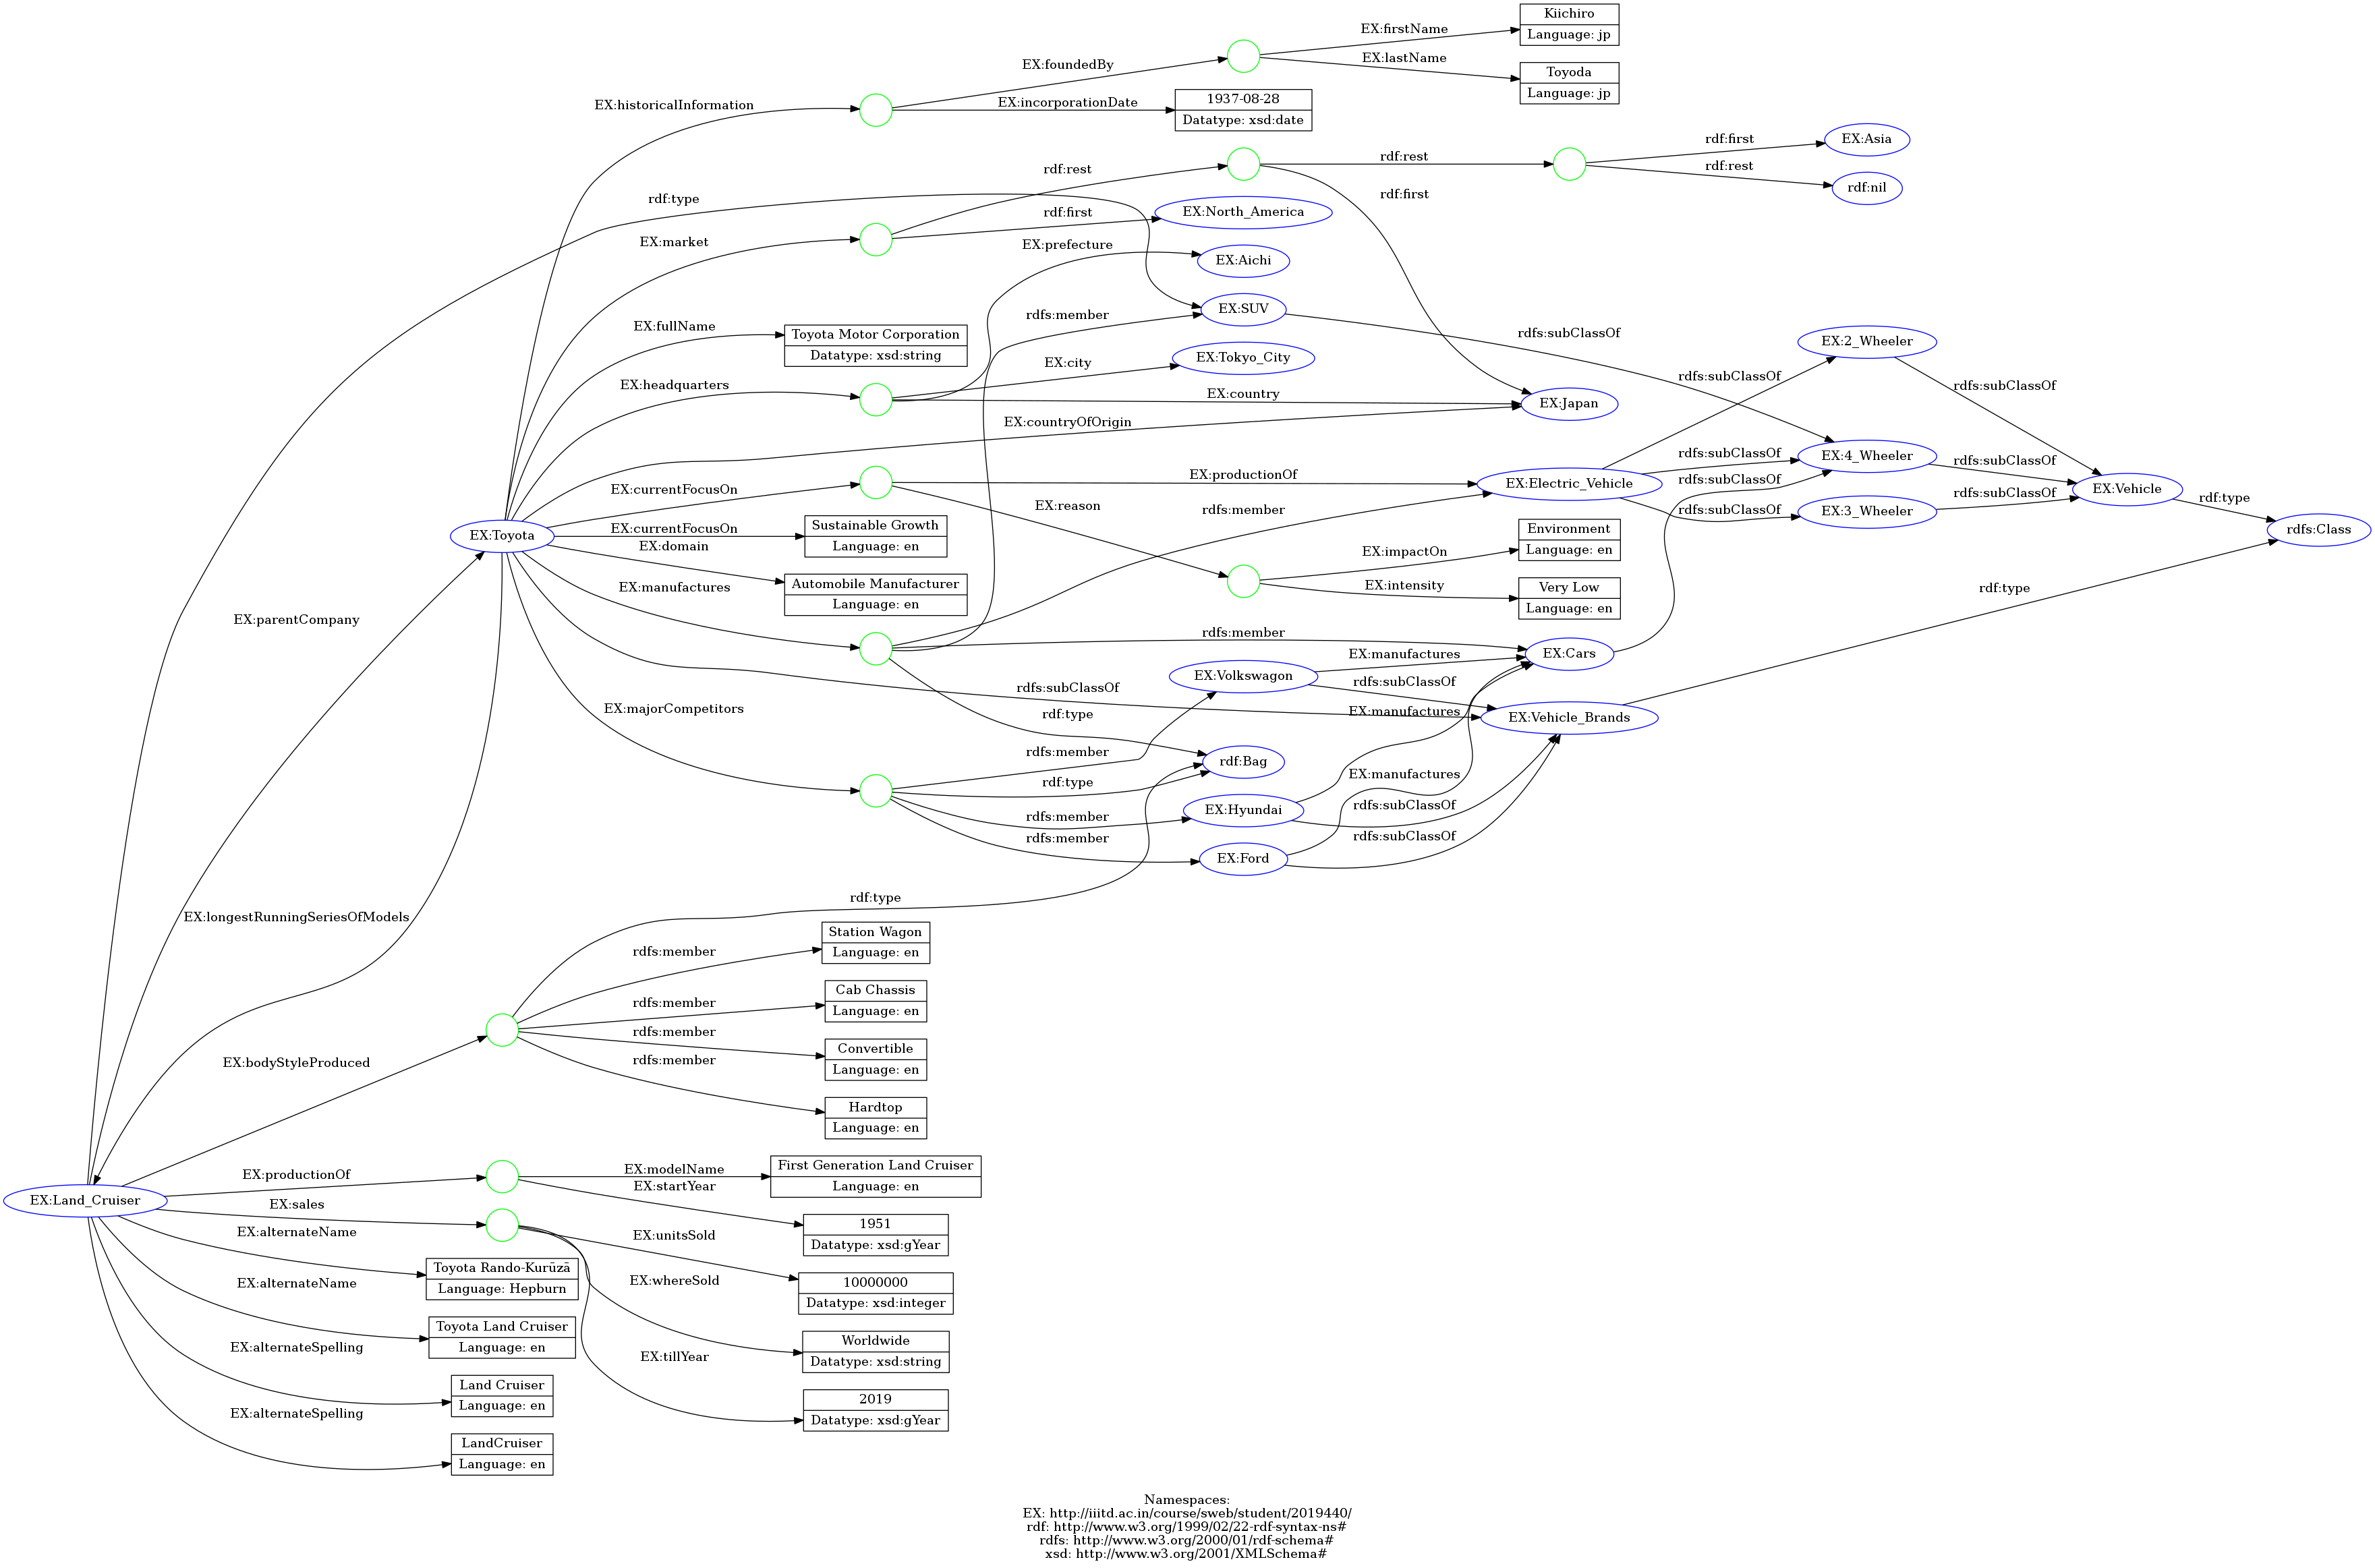 Kiichiro
Language: jp
EX:firstName
EX:foundedBy
EX:lastName
Toyoda
Language: jp
EX:historicalInformation
EX:incorporationDate
1937-08-28
Datatype: xsd:date
rdf:first
EX:Asia
rdf:rest
rdf:rest
rdf:rest
rdf:nil
rdf:type
rdf:first
rdf:first
EX:North_America
EX:market
EX:prefecture
EX:Aichi
rdfs:member
EX:SUV
EX:fullName
Toyota Motor Corporation
Datatype: xsd:string
rdfs:subClassOf
EX:2_Wheeler
EX:city
EX:Tokyo_City
EX:headquarters
EX:country
EX:Japan
rdfs:subClassOf
rdfs:subClassOf
EX:countryOfOrigin
rdfs:subClassOf
EX:4_Wheeler
rdfs:subClassOf
EX:currentFocusOn
EX:productionOf
EX:Electric_Vehicle
rdfs:subClassOf
EX:Vehicle
rdfs:subClassOf
rdf:type
EX:reason
rdfs:member
rdfs:subClassOf
EX:3_Wheeler
EX:Toyota
EX:currentFocusOn
Sustainable Growth
Language: en
Environment
Language: en
rdfs:Class
EX:domain
EX:impactOn
Automobile Manufacturer
Language: en
EX:manufactures
EX:intensity
Very Low
Language: en
rdf:type
EX:parentCompany
rdfs:member
EX:manufactures
EX:Cars
EX:Volkswagon
rdfs:subClassOf
rdfs:subClassOf
EX:majorCompetitors
rdf:type
EX:manufactures
EX:Vehicle_Brands
rdfs:member
rdf:Bag
rdf:type
EX:manufactures
rdfs:member
EX:Hyundai
rdfs:subClassOf
rdfs:member
EX:Ford
rdfs:subClassOf
rdf:type
EX:longestRunningSeriesOfModels
rdfs:member
Station Wagon
Language: en
rdfs:member
Cab Chassis
Language: en
rdfs:member
Convertible
Language: en
EX:bodyStyleProduced
rdfs:member
Hardtop
Language: en
EX:productionOf
EX:modelName
First Generation Land Cruiser
Language: en
EX:Land_Cruiser
EX:sales
EX:startYear
1951
Datatype: xsd:gYear
EX:alternateName
EX:unitsSold
Toyota Rando-Kurūzā
Language: Hepburn
EX:whereSold
10000000
Datatype: xsd:integer
EX:alternateName
Toyota Land Cruiser
Language: en
Worldwide
Datatype: xsd:string
EX:alternateSpelling
EX:tillYear
Land Cruiser
Language: en
2019
Datatype: xsd:gYear
EX:alternateSpelling
LandCruiser
Language: en
Namespaces:
EX: http://iiitd.ac.in/course/sweb/student/2019440/
rdf: http://www.w3.org/1999/02/22-rdf-syntax-ns#
rdfs: http://www.w3.org/2000/01/rdf-schema#
xsd: http://www.w3.org/2001/XMLSchema#